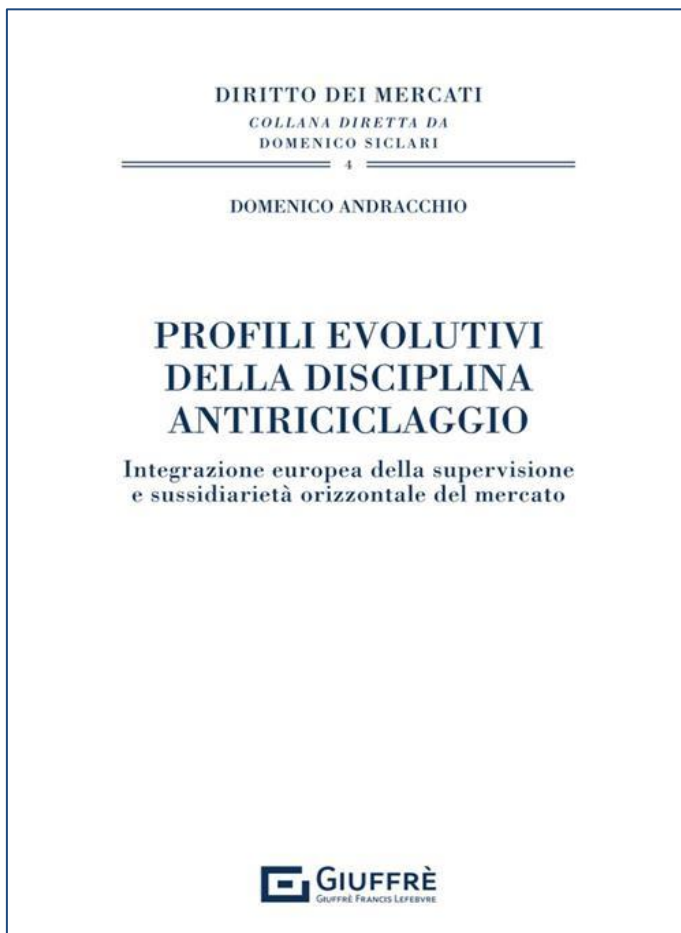 DIRITTO DEI MERCATI
COLLANA DIRETTA DA
DOMENICO SICLARI
4
DOMENICO ANDRACCHIO
PROFILI EVOLUTIVI
DELLA DISCIPLINA
ANTIRICICLAGGIO
Integrazione europea della supervisione
e sussidiarietà orizzontale del mercato
GIUFFRÈ
GIUFFRÈ FRANCIS LEFEBVRE